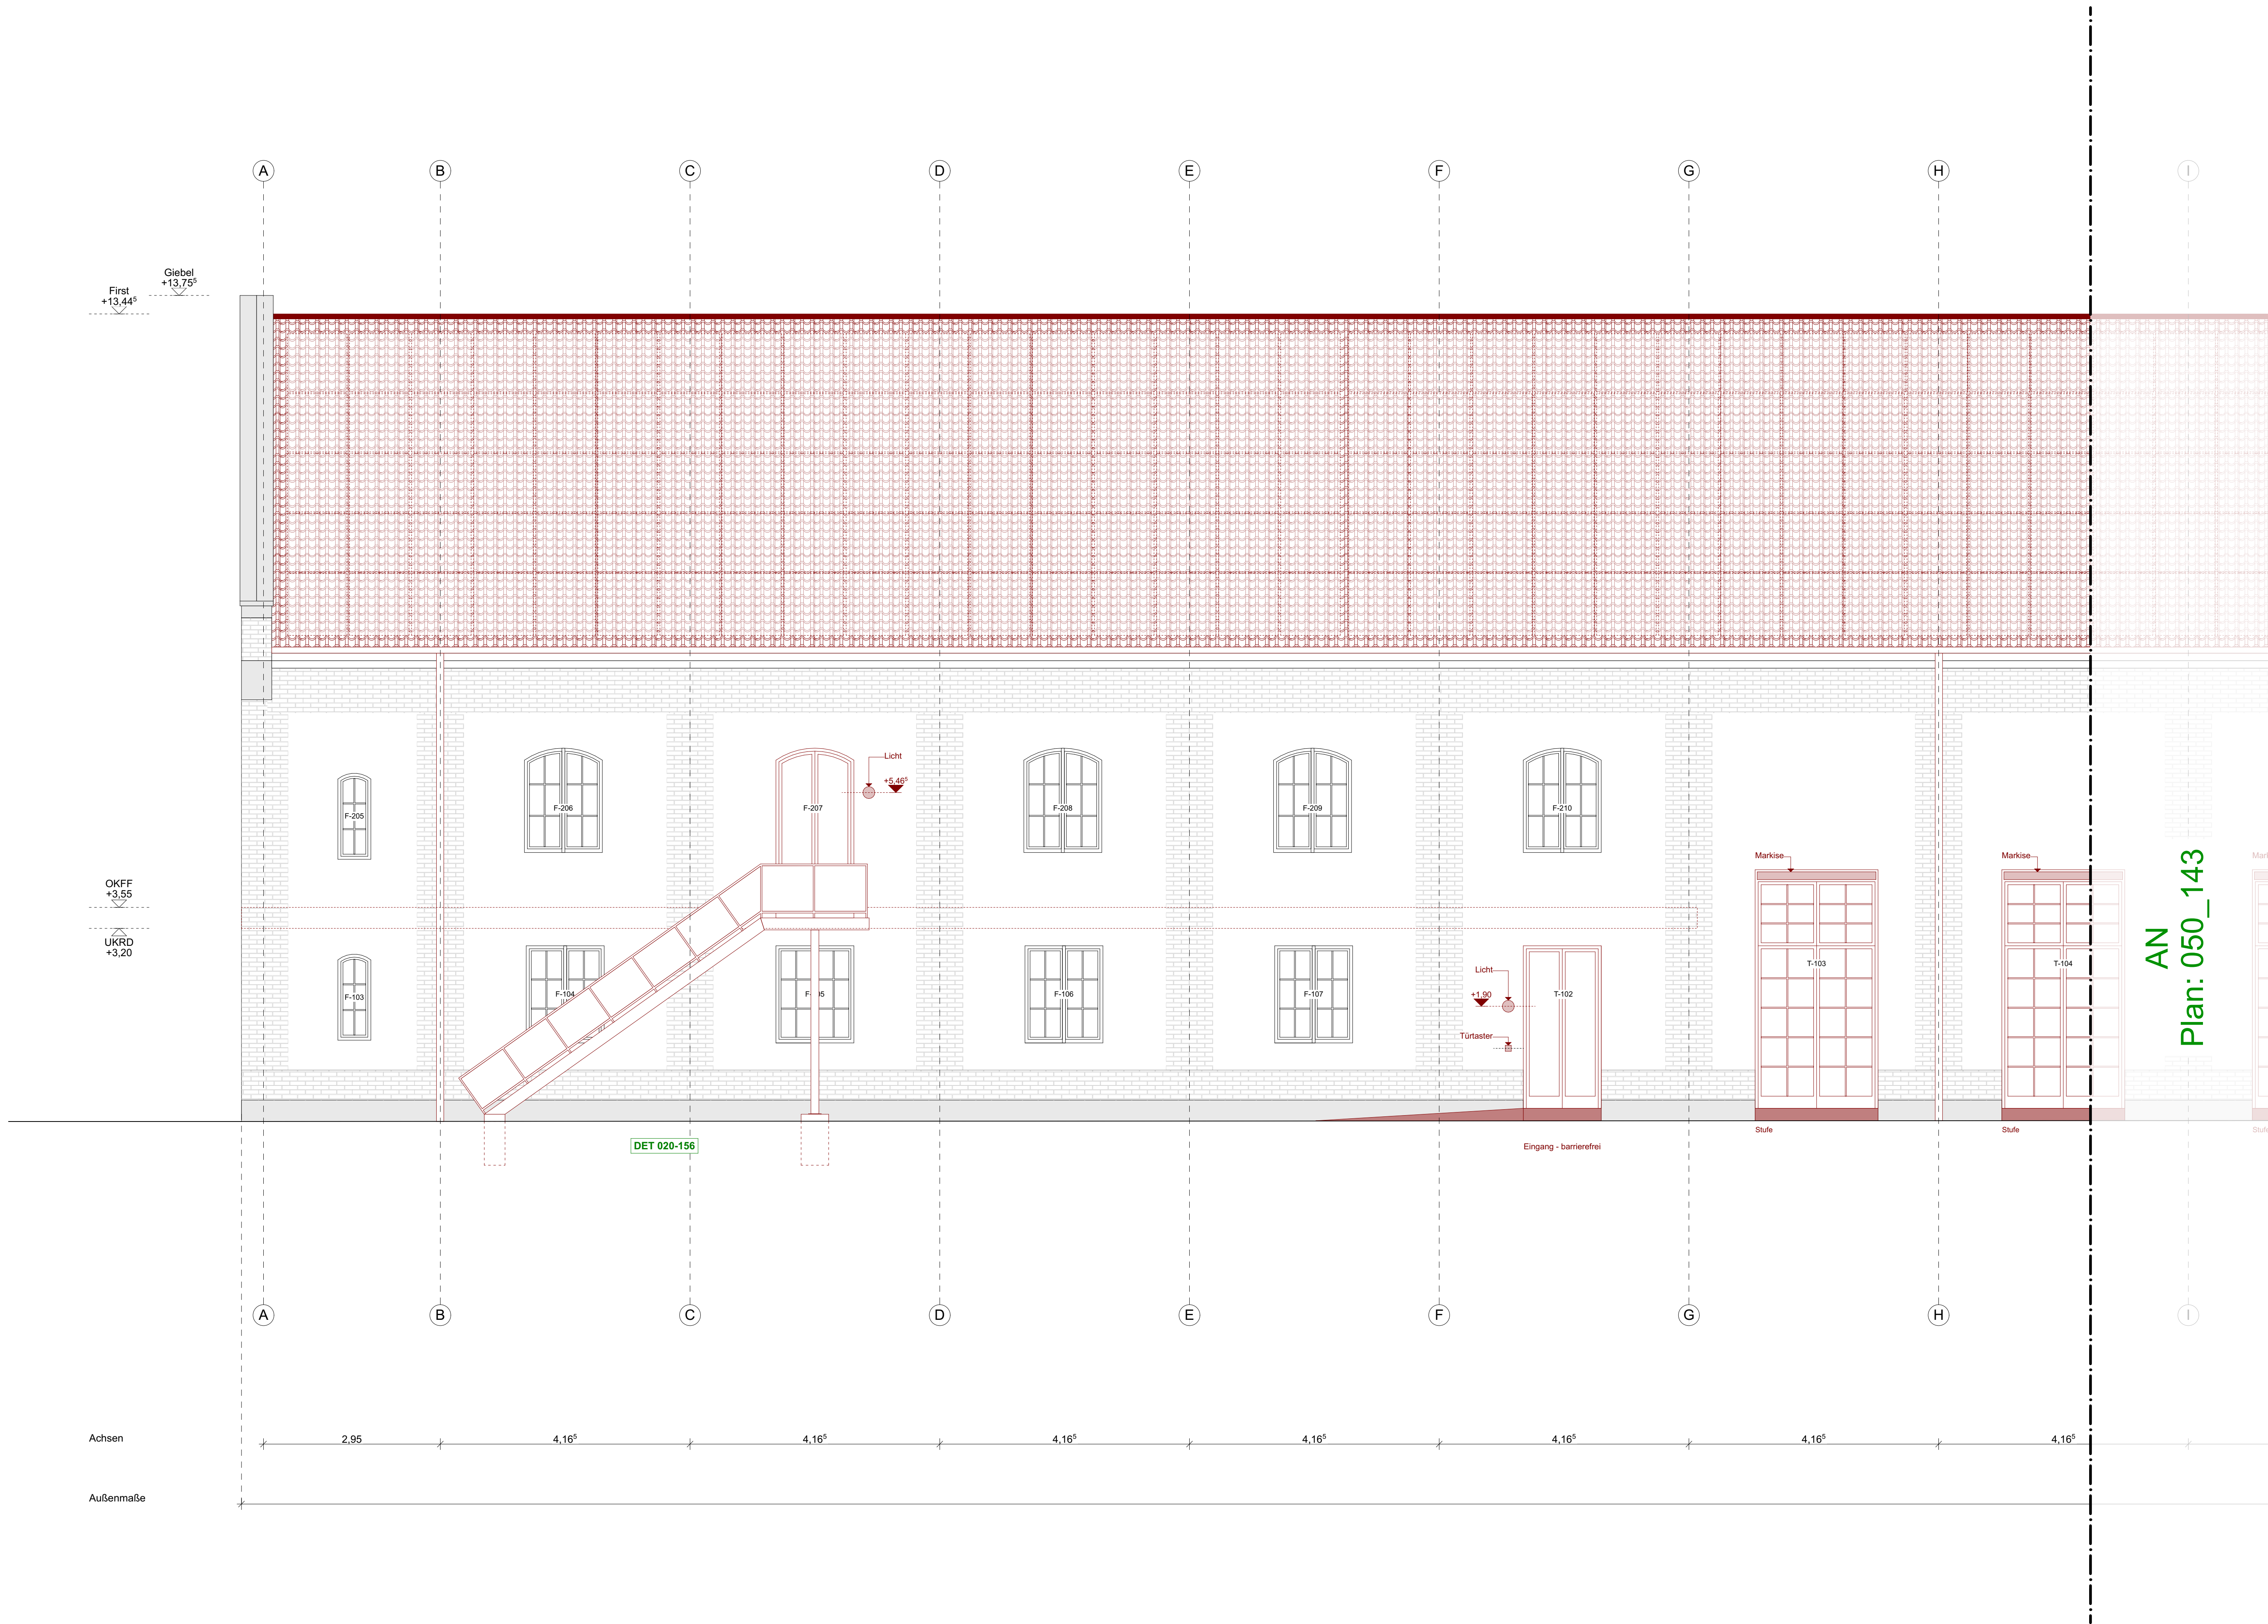 A B C D E F G H I
Giebel
+13,75⁵
First
+13,44⁵
Licht
+5,46⁵
F-205
F-206
F-207
F-208
F-209
F-210
Markise
Markise
OKFF
+3,55
UKRD
+3,20
AN
Plan: 050_143
T-103
T-104
Licht
+1,90
T-102
F-103
F-104
F-106
F-107
Türtaster
Stufe
Stufe
DET 020-156
Eingang - barrierefrei
A B C D E F G H I
Achsen
2,95 4,16⁵ 4,16⁵ 4,16⁵ 4,16⁵ 4,16⁵ 4,16⁵ 4,16⁵
Außenmaße